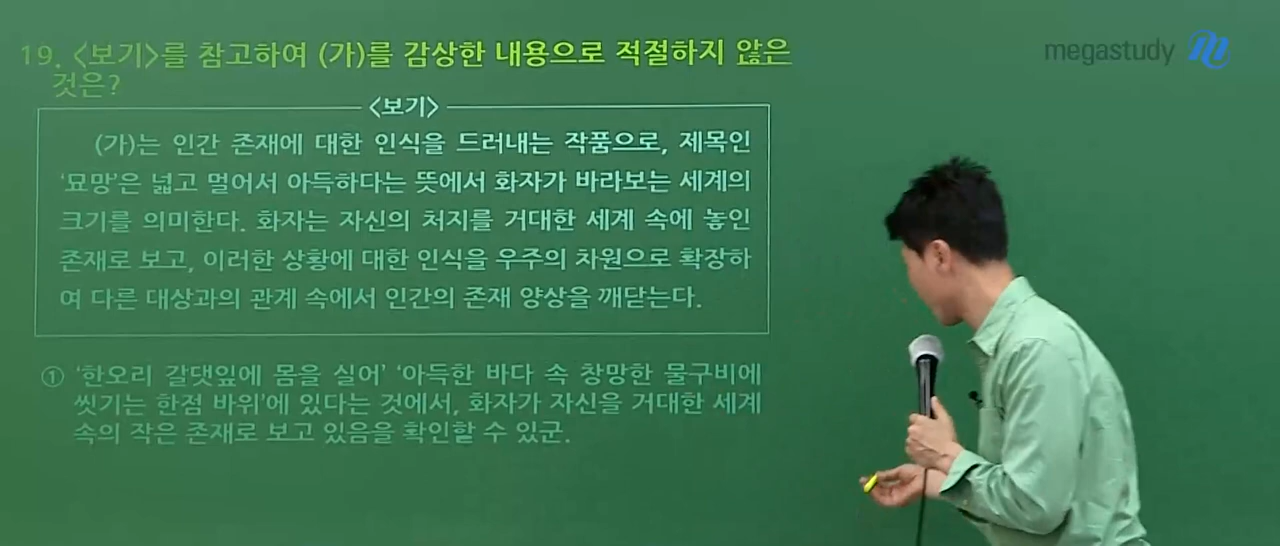 19. <보기>를 참고하여 (가)를 감상한 내용으로 적절하지 않은
것은?
megastudy
<보기>
(가)는 인간 존재에 대한 인식을 드러내는 작품으로, 제목인
‘묘망’은 넓고 멀어서 아득하다는 뜻에서 화자가 바라보는 세계의
크기를 의미한다. 화자는 자신의 처지를 거대한 세계 속에 놓인
존재로 보고, 이러한 상황에 대한 인식을 우주의 차원으로 확장하
여 다른 대상과의 관계 속에서 인간의 존재 양상을 깨닫는다.
① ‘한오리 갈댓잎에 몸을 실어’ ‘아득한 바다 속 창망한 물구비에
씻기는 한점 바위’에 있다는 것에서, 화자가 자신을 거대한 세계
속의 작은 존재로 보고 있음을 확인할 수 있군.